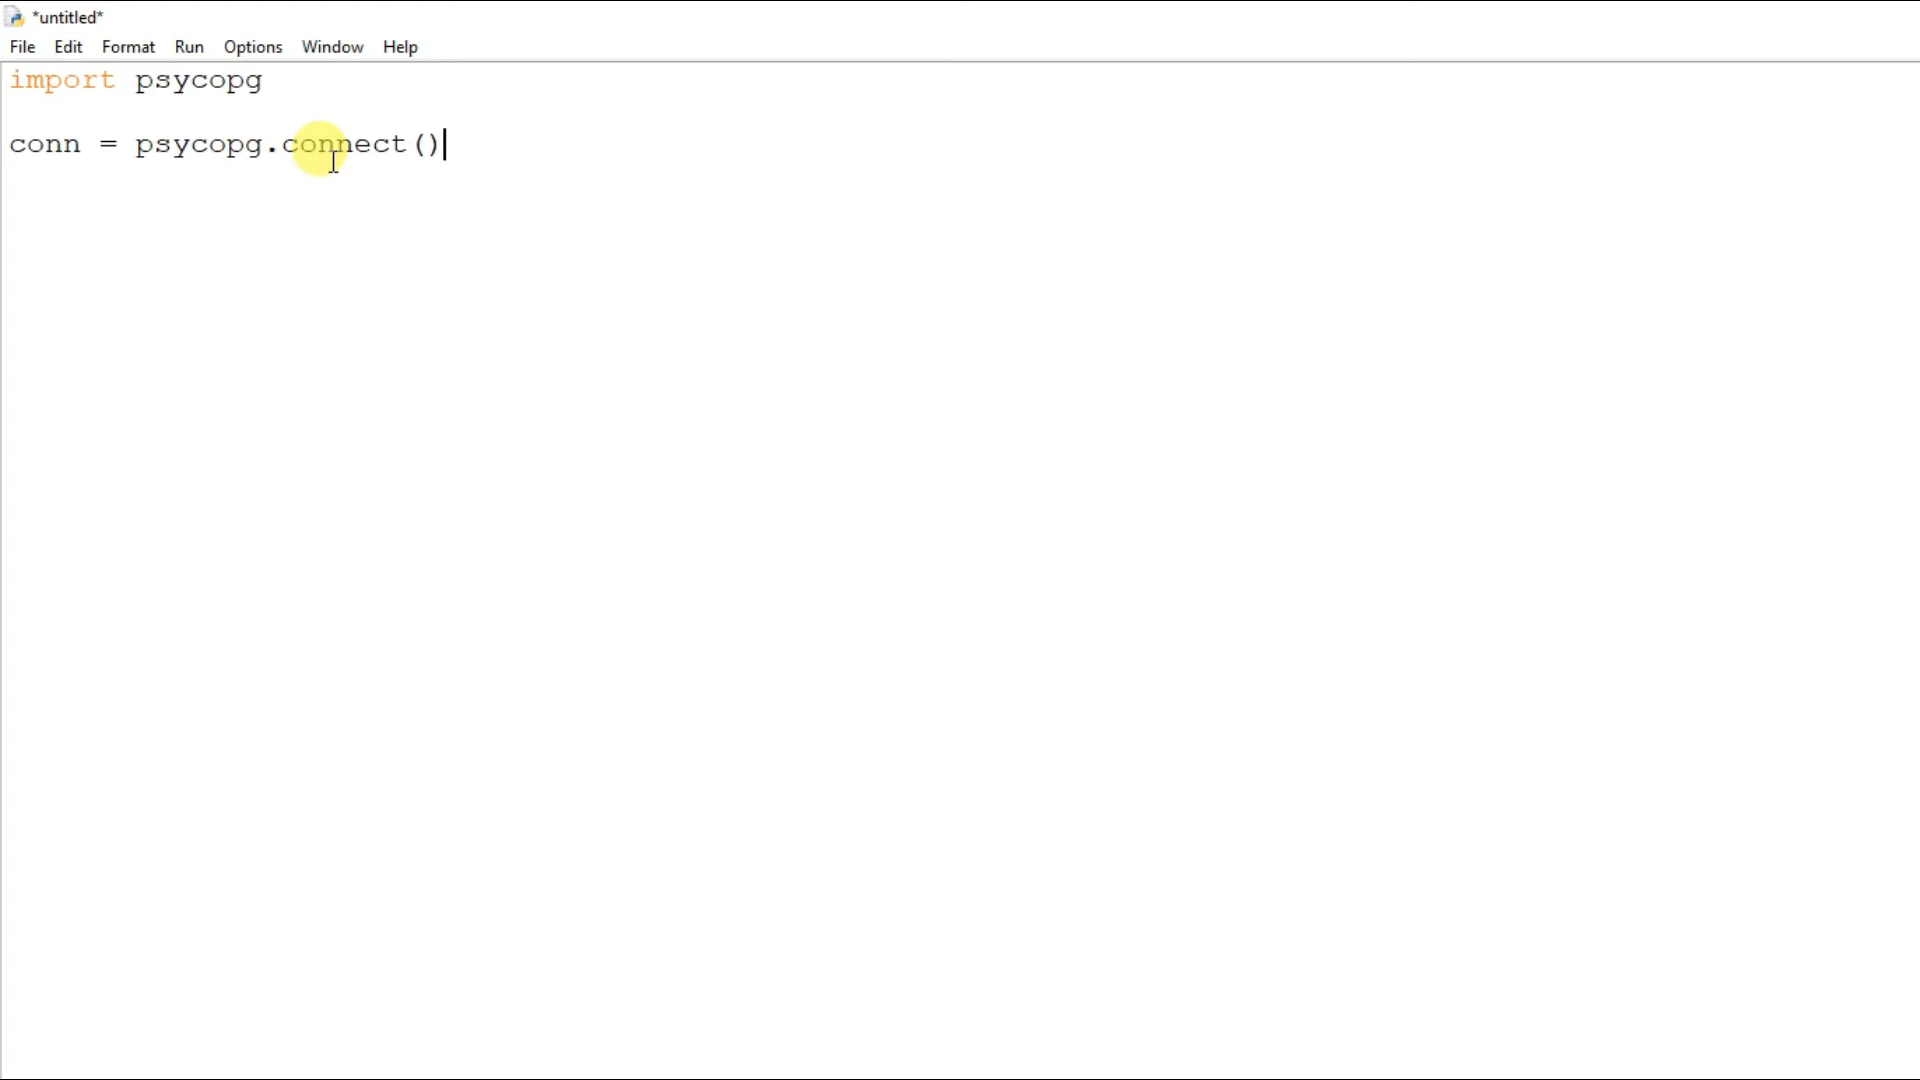 *untitled*
File Edit Format Run Options Window Help
import psycopg
conn = psycopg.connect()